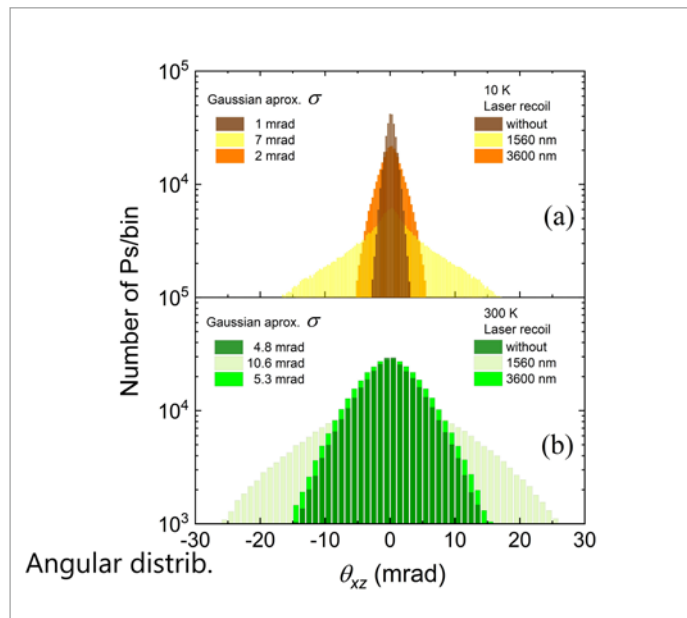 10⁵
Gaussian aprox. σ
1 mrad
7 mrad
2 mrad
10 K
Laser recoil
without
1560 nm
3600 nm
10⁴
(a)
10⁵
Gaussian aprox. σ
4.8 mrad
10.6 mrad
5.3 mrad
300 K
Laser recoil
without
1560 nm
3600 nm
10⁴
(b)
10³
Number of Ps/bin
-30 -20 -10 0 10 20 30
θxz (mrad)
Angular distrib.